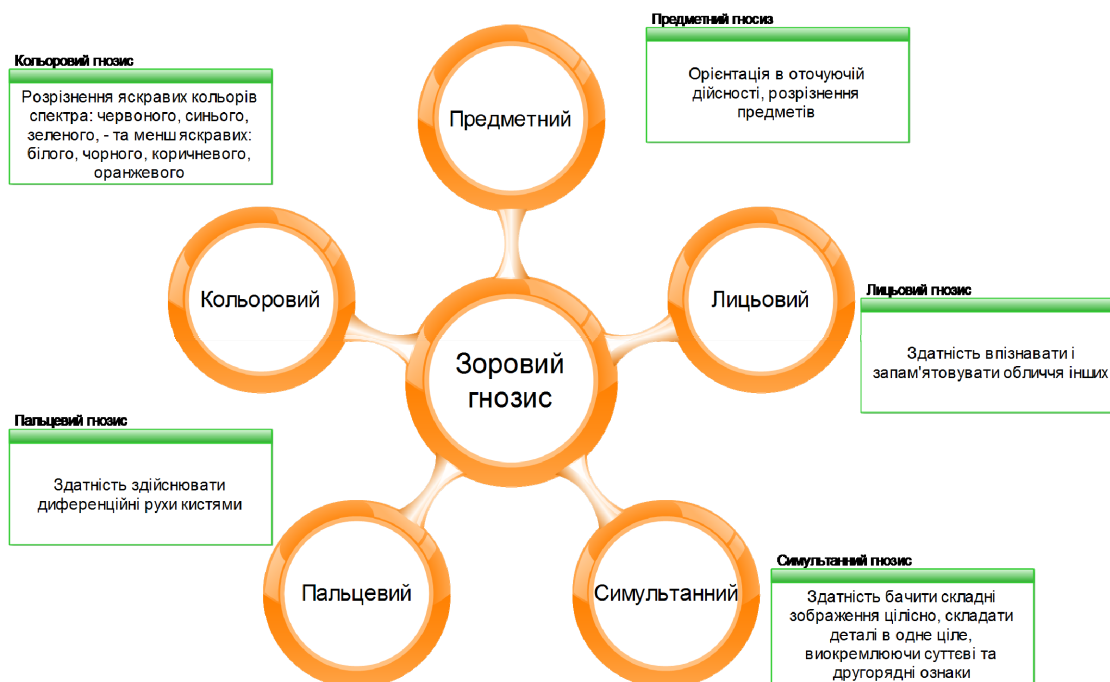 Предметний гносиз
Орієнтація в оточуючій
дійсності, розрізнення
предметів
Кольоровий гнозис
Розрізнення яскравих кольорів
спектра: червоного, синього,
зеленого, - та менш яскравих:
білого, чорного, коричневого,
оранжевого
Предметний
Кольоровий
Лицьовий
Лицьовий гнозис
Здатність впізнавати і
запам'ятовувати обличчя інших
Зоровий
гнозис
Пальцевий гнозис
Здатність здійснювати
диференційні рухи кистями
Пальцевий
Симультанний
Симультанний гнозис
Здатність бачити складні
зображення цілісно, складати
деталі в одне ціле,
виокремлюючи суттєві та
другорядні ознаки